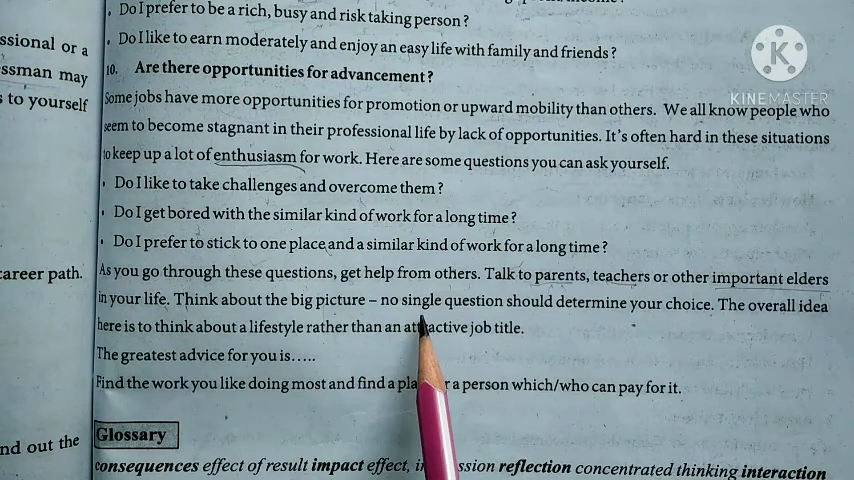 • Do I prefer to be a rich, busy and risk taking person?
• Do I like to earn moderately and enjoy an easy life with family and friends?
10. Are there opportunities for advancement?
Some jobs have more opportunities for promotion or upward mobility than others. We all know people who
seem to become stagnant in their professional life by lack of opportunities. It's often hard in these situations
to keep up a lot of enthusiasm for work. Here are some questions you can ask yourself.
• Do I like to take challenges and overcome them?
• Do I get bored with the similar kind of work for a long time?
• Do I prefer to stick to one place and a similar kind of work for a long time?
As you go through these questions, get help from others. Talk to parents, teachers or other important elders
in your life. Think about the big picture – no single question should determine your choice. The overall idea
here is to think about a lifestyle rather than an attractive job title.
The greatest advice for you is.....
Find the work you like doing most and find a a person which/who can pay for it.
Glossary
consequences effect of result impact effect, reflection concentrated thinking interaction
ssional or a
ssman may
to yourself
career path.
nd out the
K
KINEMASTER